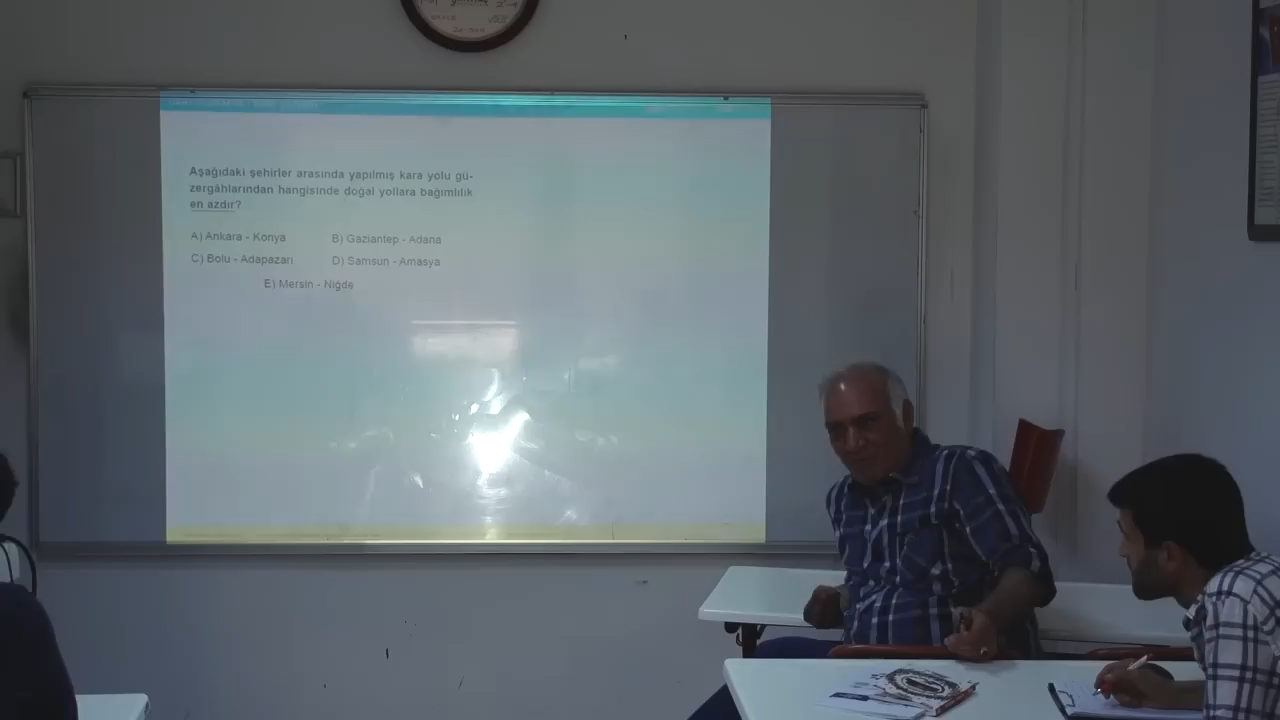 Aşağıdaki şehirler arasında yapılmış kara yolu gü-
zergâhlarından hangisinde doğal yollara bağımlılık
en azdır?
A) Ankara - Konya B) Gaziantep - Adana
C) Bolu - Adapazarı D) Samsun - Amasya
E) Mersin - Niğde